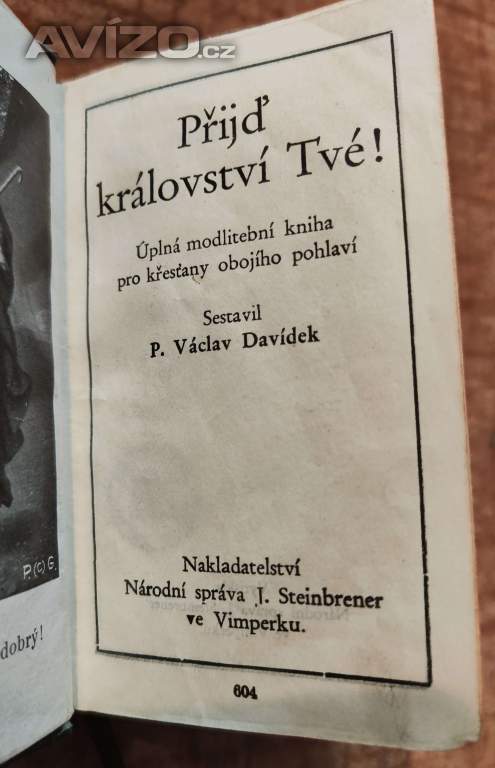 AVÍZO.cz
Přijď
království Tvé!
Úplná modlitební kniha
pro křesťany obojího pohlaví
Sestavil
P. Václav Davídek
Nakladatelství
Národní správa J. Steinbrener
ve Vimperku.
604
P.(c)G.
dobrý!